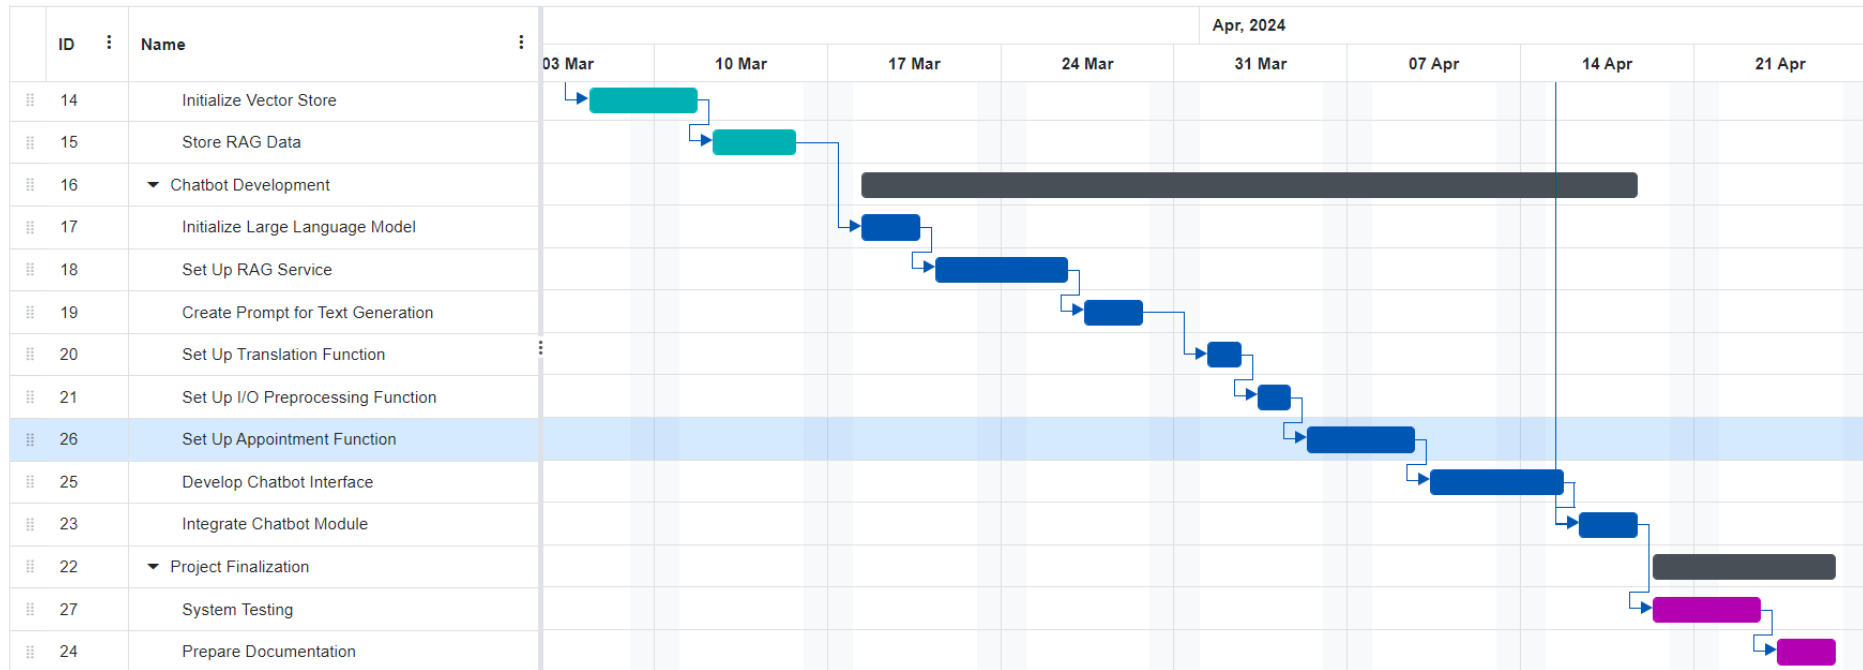 Apr, 2024
ID Name
03 Mar 10 Mar 17 Mar 24 Mar 31 Mar 07 Apr 14 Apr 21 Apr
14 Initialize Vector Store
15 Store RAG Data
16 Chatbot Development
17 Initialize Large Language Model
18 Set Up RAG Service
19 Create Prompt for Text Generation
20 Set Up Translation Function
21 Set Up I/O Preprocessing Function
26 Set Up Appointment Function
25 Develop Chatbot Interface
23 Integrate Chatbot Module
22 Project Finalization
27 System Testing
24 Prepare Documentation